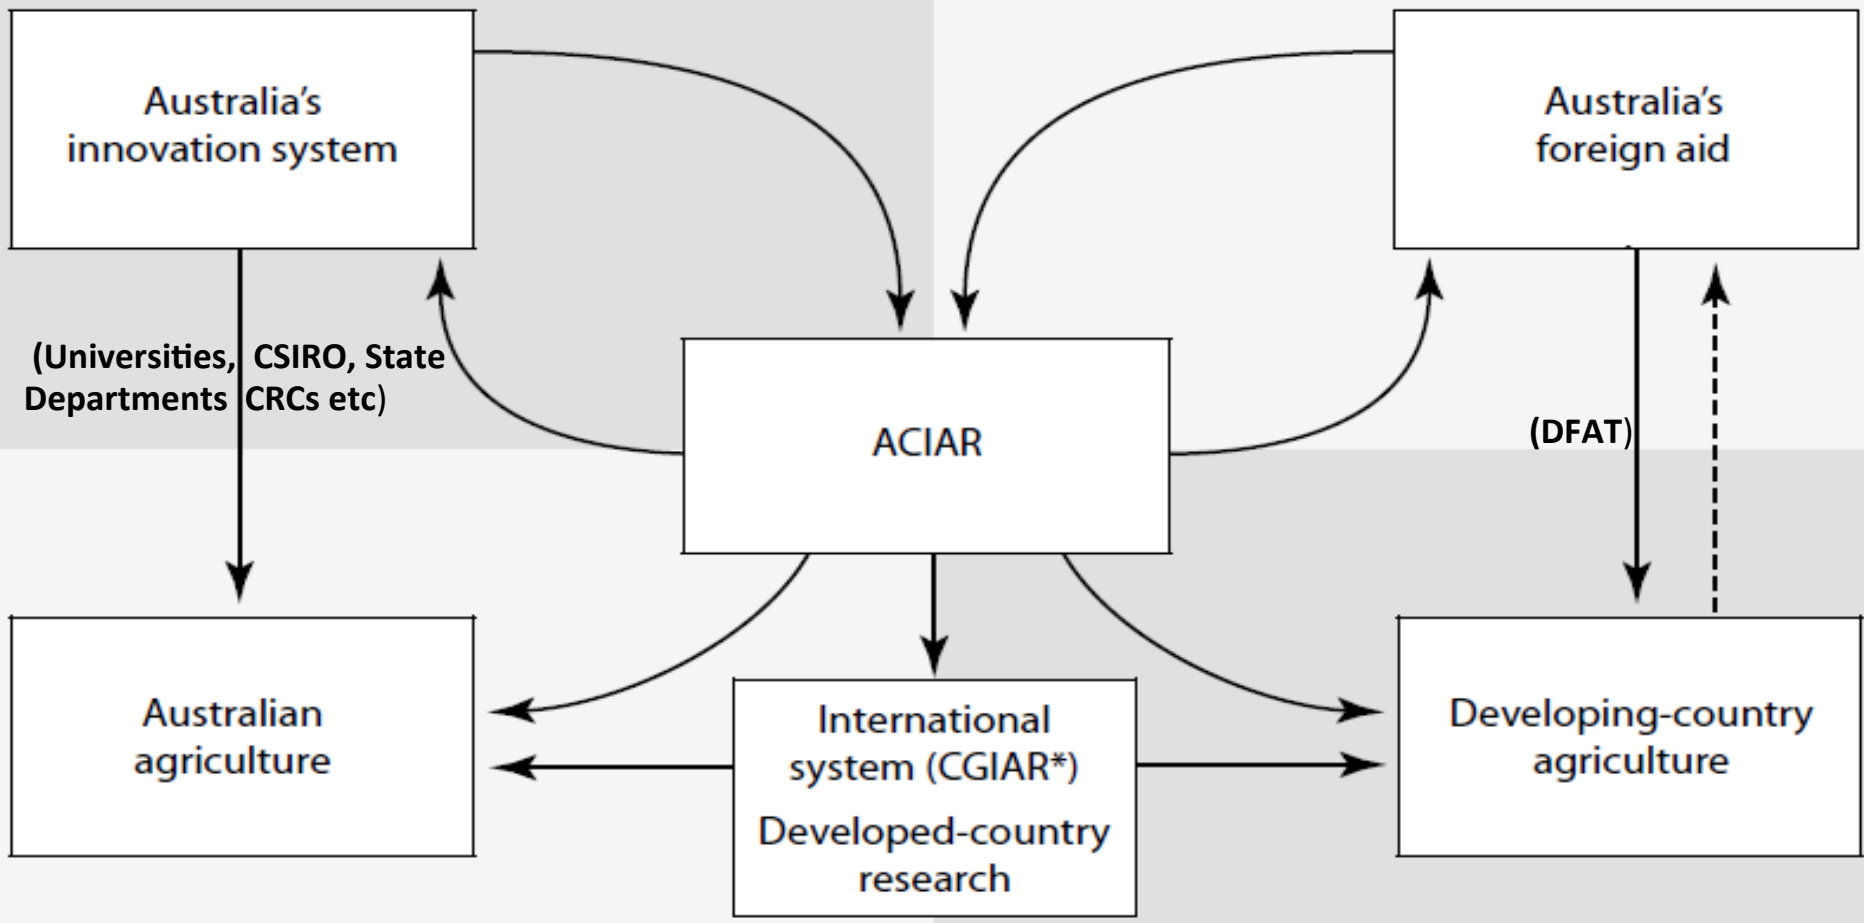 Australia's
innovation system
Australia's
foreign aid
(Universities, CSIRO, State
Departments CRCs etc)
ACIAR
(DFAT)
Australian
agriculture
International
system (CGIAR*)
Developed-country
research
Developing-country
agriculture